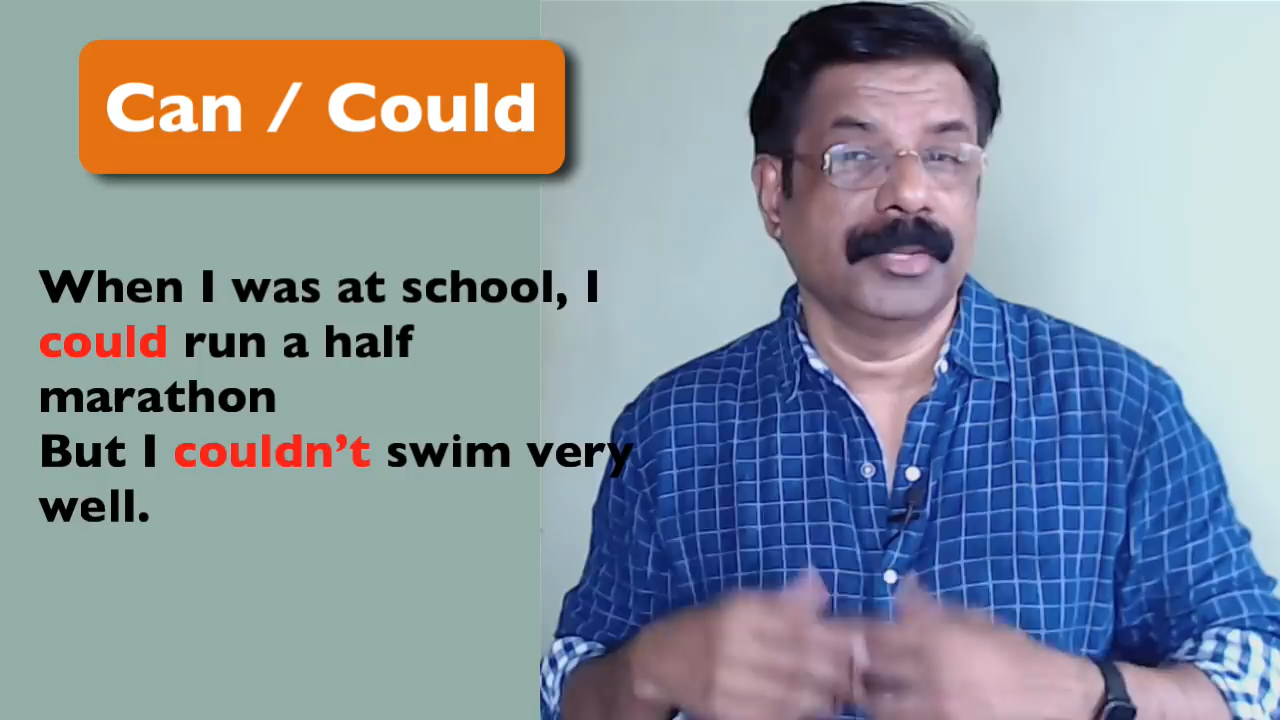 Can / Could
When I was at school, I
could run a half
marathon
But I couldn’t swim very
well.